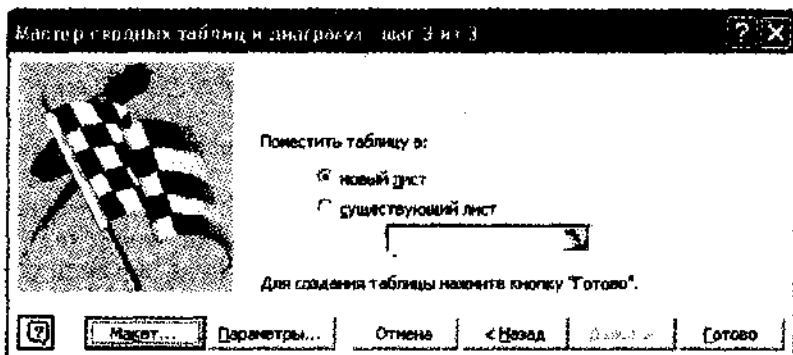 Мастер сводных таблиц и диаграмм - шаг 3 из 3
Поместить таблицу в:
новый лист
существующий лист
Для создания таблицы нажмите кнопку "Готово".
Макет... Параметры... Отмена < Назад Далее > Готово